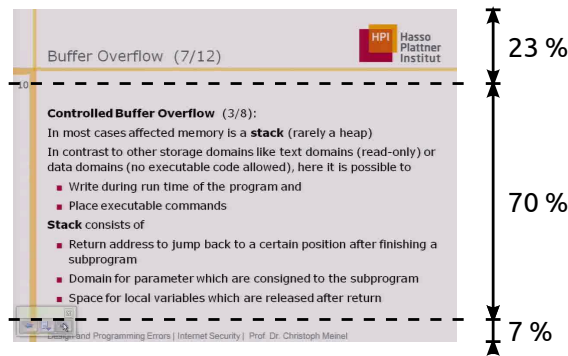 HPI Hasso
Plattner
Institut
Buffer Overflow (7/12)
23 %
10
Controlled Buffer Overflow (3/8):
In most cases affected memory is a stack (rarely a heap)
In contrast to other storage domains like text domains (read-only) or
data domains (no executable code allowed), here it is possible to
Write during run time of the program and
Place executable commands
70 %
Stack consists of
Return address to jump back to a certain position after finishing a
subprogram
Domain for parameter which are consigned to the subprogram
Space for local variables which are released after return
Design and Programming Errors | Internet Security | Prof. Dr. Christoph Meinel
7 %